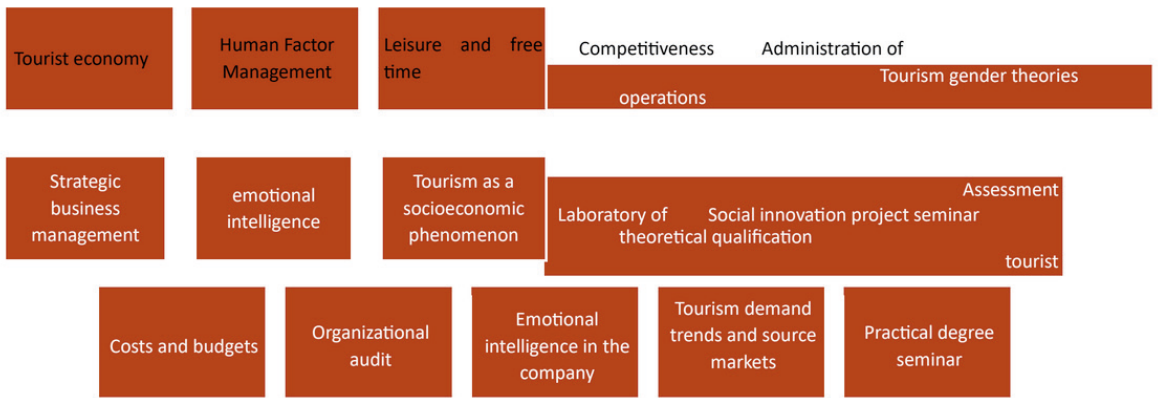 Tourist economy
Human Factor
Management
Leisure and free
time
Competitiveness
Administration of
Tourism gender theories
operations
Strategic
business
management
emotional
intelligence
Tourism as a
socioeconomic
phenomenon
Assessment
Laboratory of
Social innovation project seminar
theoretical qualification
tourist
Costs and budgets
Organizational
audit
Emotional
intelligence in the
company
Tourism demand
trends and source
markets
Practical degree
seminar